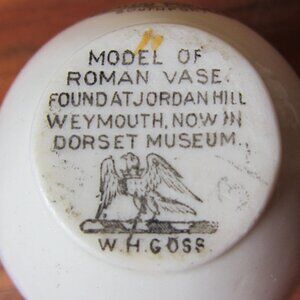 MODEL OF
ROMAN VASE.
FOUND AT JORDAN HILL
WEYMOUTH, NOW IN
DORSET MUSEUM.
W.H.GOSS